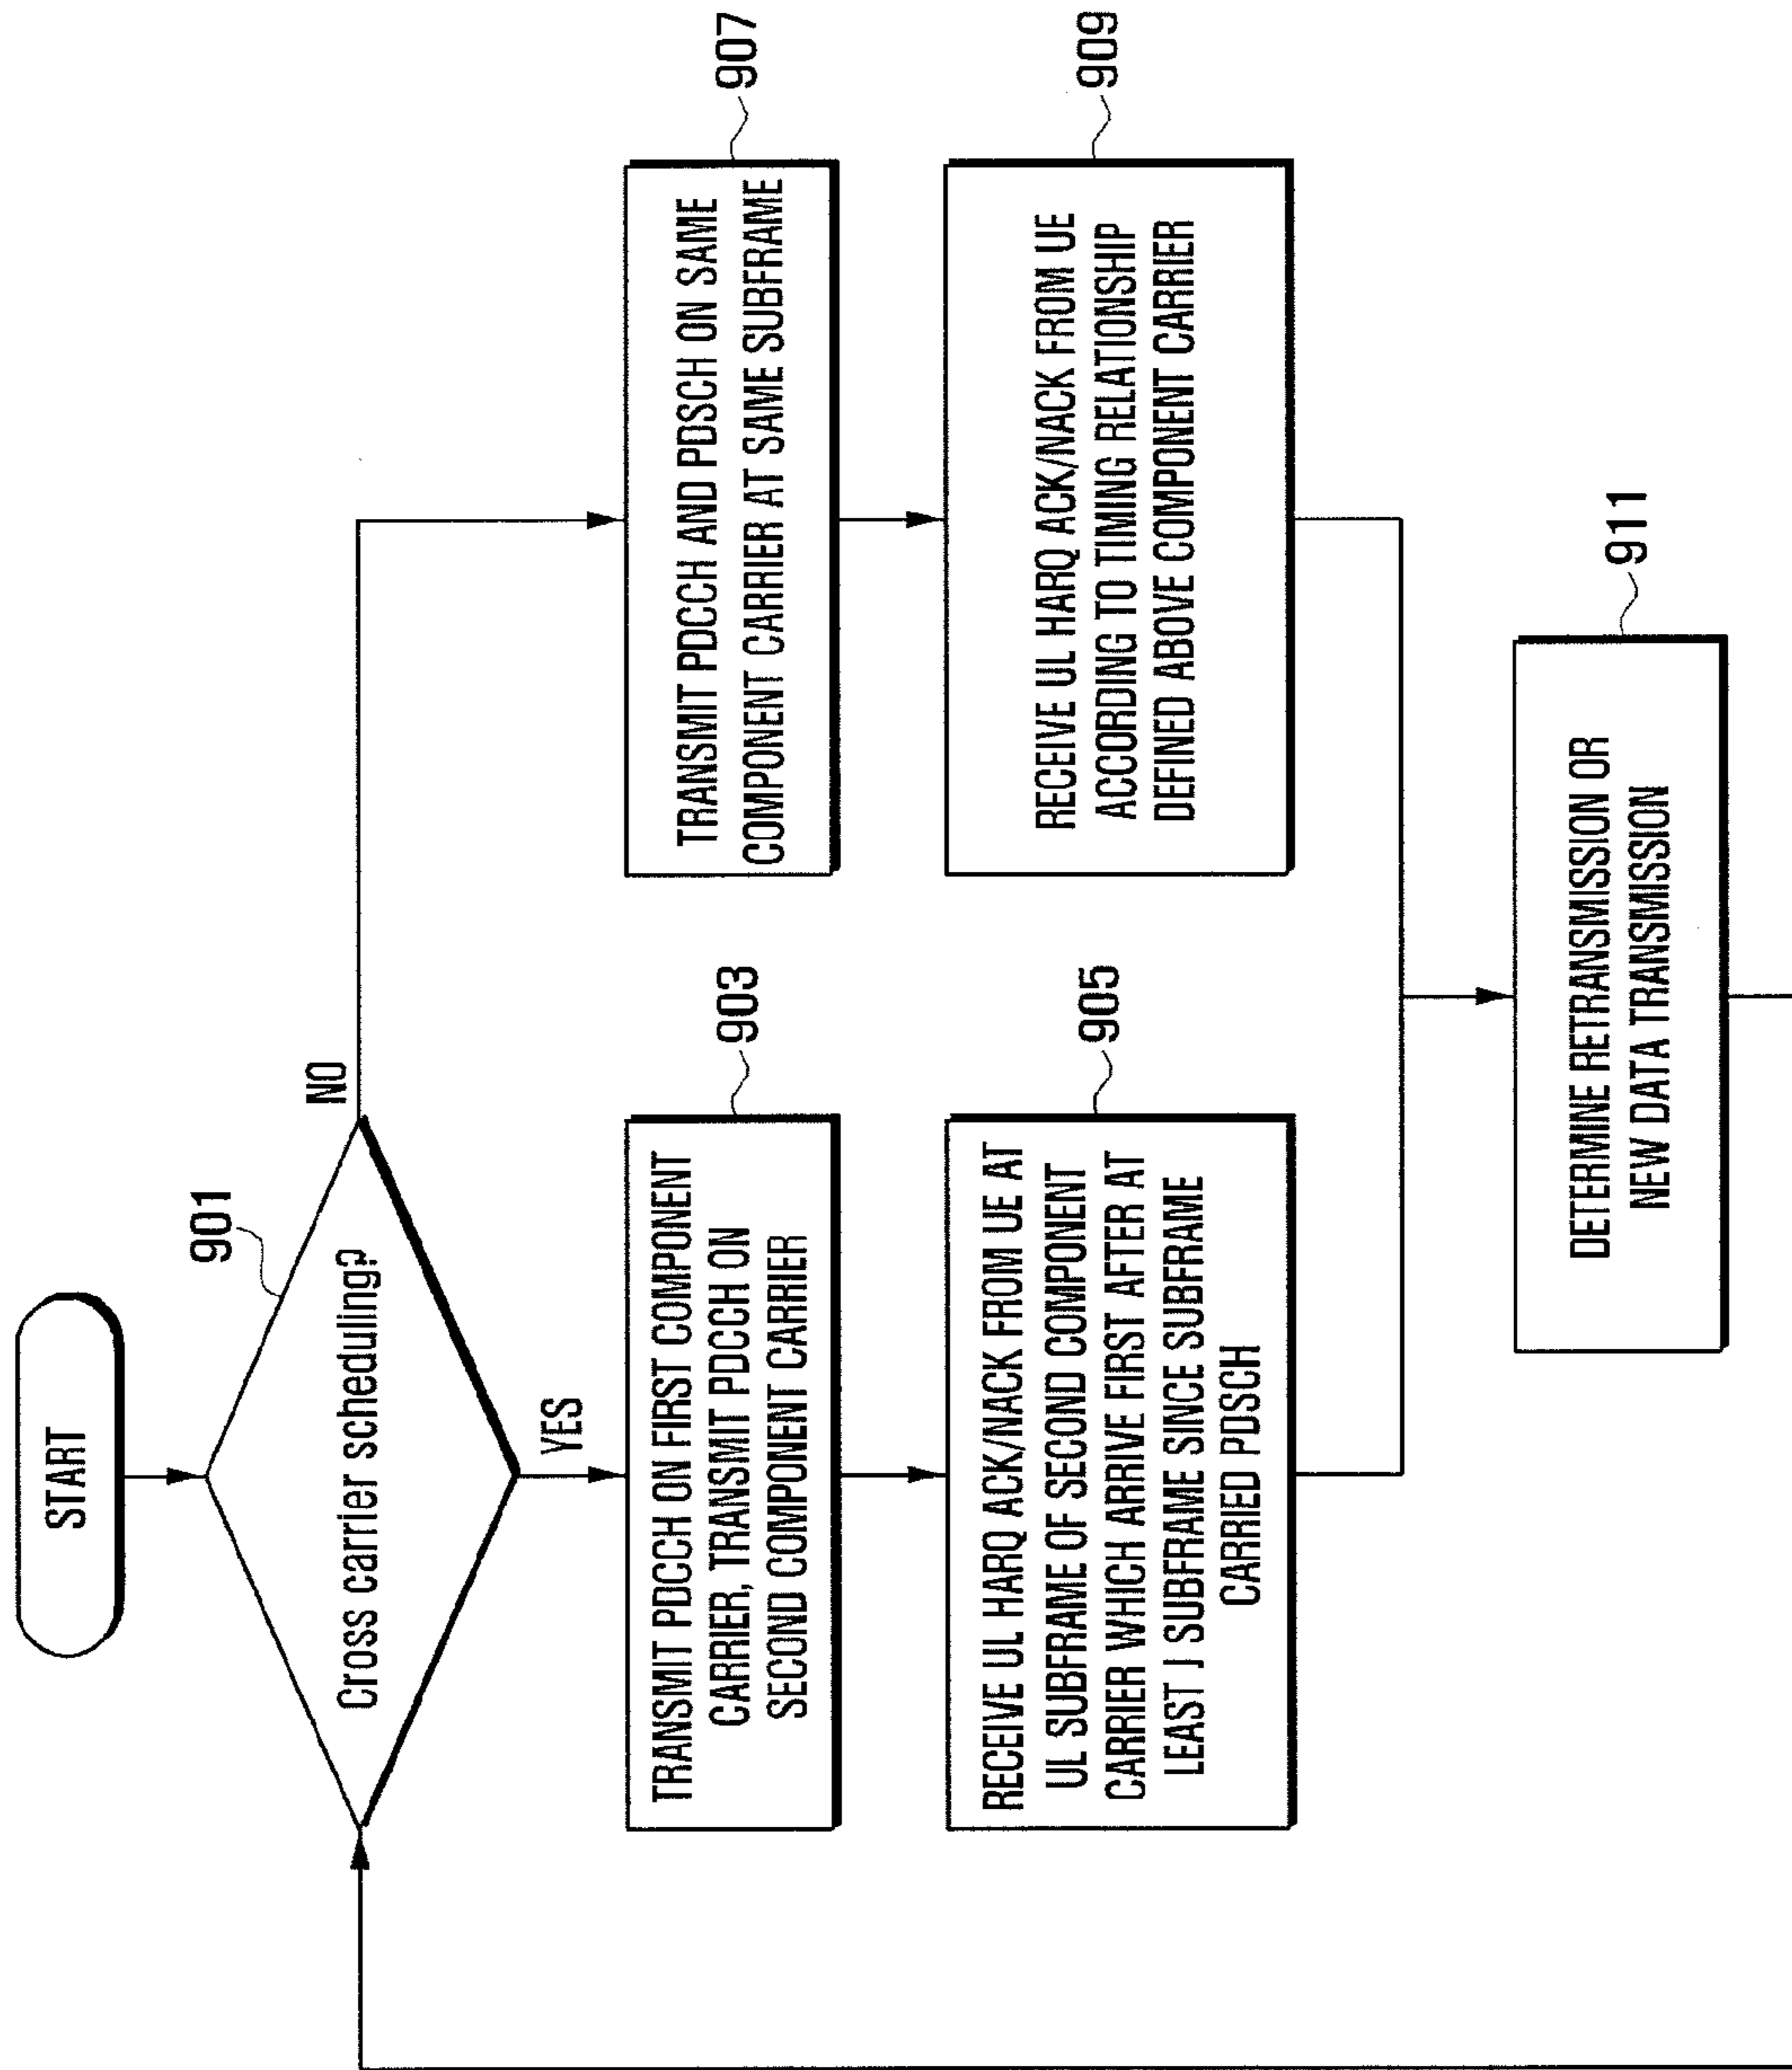 START
901
Cross carrier scheduling?
NO
YES
903
TRANSMIT PDCCH ON FIRST COMPONENT
CARRIER, TRANSMIT PDCCH ON
SECOND COMPONENT CARRIER
905
RECEIVE UL HARQ ACK/NACK FROM UE AT
UL SUBFRAME OF SECOND COMPONENT
CARRIER WHICH ARRIVE FIRST AFTER AT
LEAST J SUBFRAME SINCE SUBFRAME
CARRIED PDSCH
907
TRANSMIT PDCCH AND PDSCH ON SAME
COMPONENT CARRIER AT SAME SUBFRAME
909
RECEIVE UL HARQ ACK/NACK FROM UE
ACCORDING TO TIMING RELATIONSHIP
DEFINED ABOVE COMPONENT CARRIER
911
DETERMINE RETRANSMISSION OR
NEW DATA TRANSMISSION